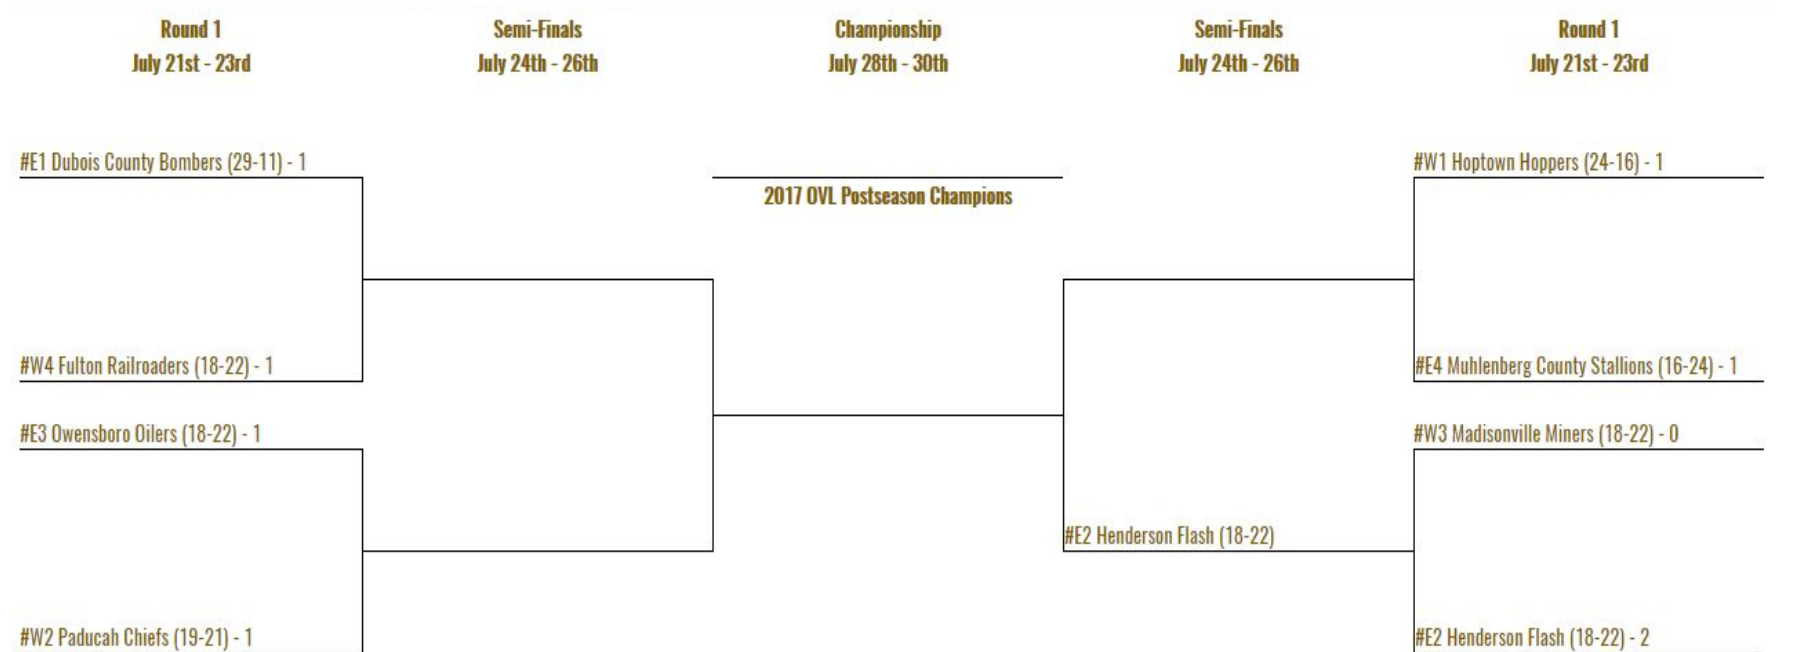 Round 1
July 21st - 23rd
Semi-Finals
July 24th - 26th
Championship
July 28th - 30th
Semi-Finals
July 24th - 26th
Round 1
July 21st - 23rd
#E1 Dubois County Bombers (29-11) - 1
#W1 Hoptown Hoppers (24-16) - 1
2017 OVL Postseason Champions
#W4 Fulton Railroaders (18-22) - 1
#E4 Muhlenberg County Stallions (16-24) - 1
#E3 Owensboro Oilers (18-22) - 1
#W3 Madisonville Miners (18-22) - 0
#E2 Henderson Flash (18-22)
#W2 Paducah Chiefs (19-21) - 1
#E2 Henderson Flash (18-22) - 2